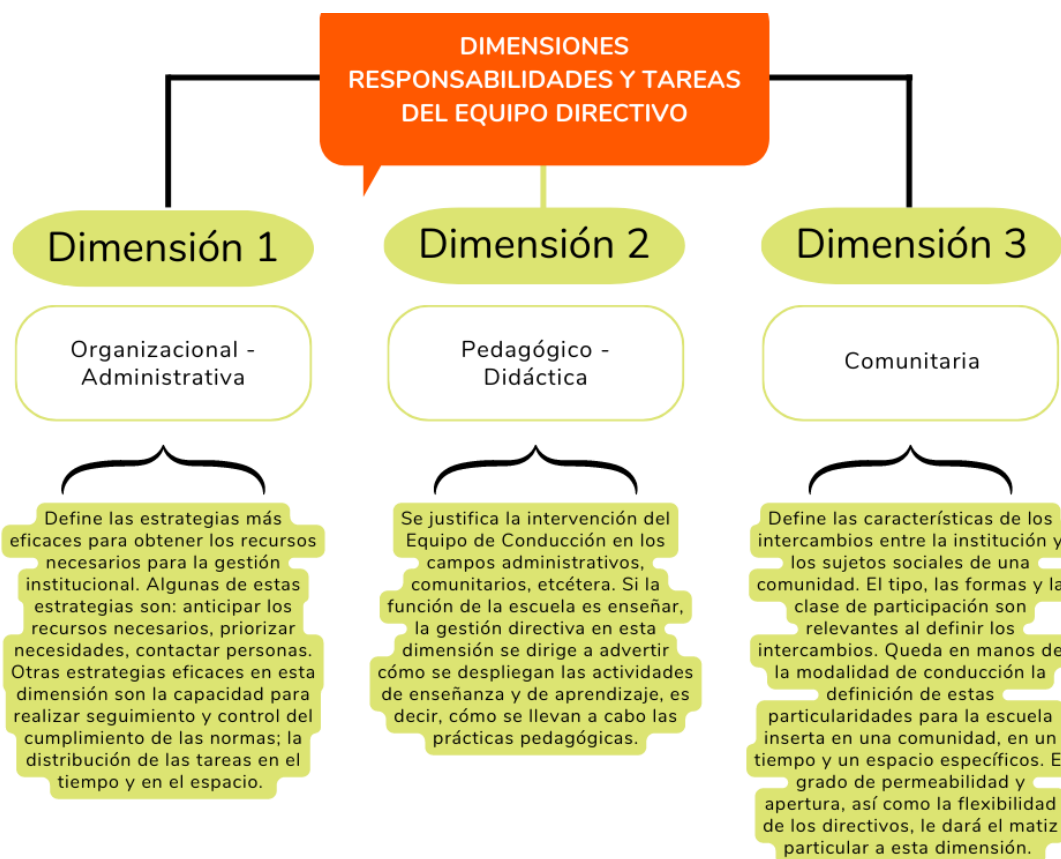 DIMENSIONES
RESPONSABILIDADES Y TAREAS
DEL EQUIPO DIRECTIVO
Dimensión 1
Organizacional -
Administrativa
Define las estrategias más
eficaces para obtener los recursos
necesarios para la gestión
institucional. Algunas de estas
estrategias son: anticipar los
recursos necesarios, priorizar
necesidades, contactar personas.
Otras estrategias eficaces en esta
dimensión son la capacidad para
realizar seguimiento y control del
cumplimiento de las normas; la
distribución de las tareas en el
tiempo y en el espacio.
Dimensión 2
Pedagógico -
Didáctica
Se justifica la intervención del
Equipo de Conducción en los
campos administrativos,
comunitarios, etcétera. Si la
función de la escuela es enseñar,
la gestión directiva en esta
dimensión se dirige a advertir
cómo se despliegan las actividades
de enseñanza y de aprendizaje, es
decir, cómo se llevan a cabo las
prácticas pedagógicas.
Dimensión 3
Comunitaria
Define las características de los
intercambios entre la institución y
los sujetos sociales de una
comunidad. El tipo, las formas y la
clase de participación son
relevantes al definir los
intercambios. Queda en manos de
la modalidad de conducción la
definición de estas
particularidades para la escuela
inserta en una comunidad, en un
tiempo y un espacio específicos. E
grado de permeabilidad y
apertura, así como la flexibilidad
de los directivos, le dará el matiz
particular a esta dimensión.